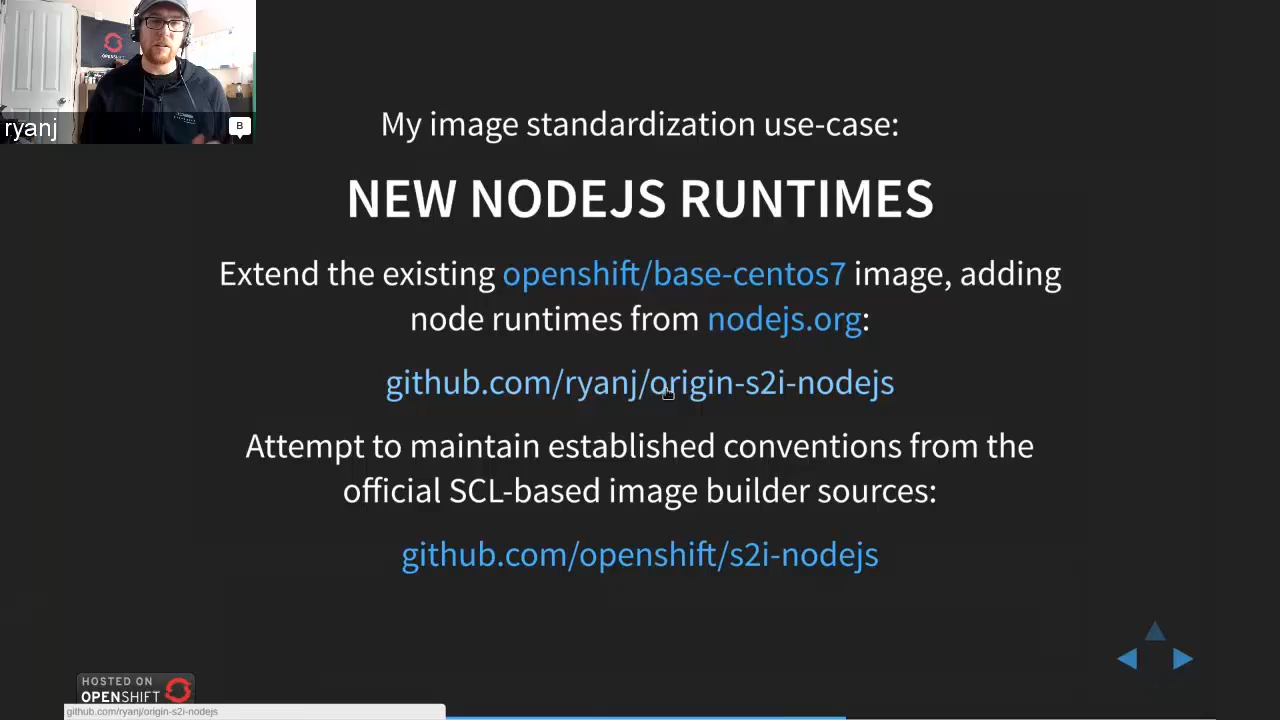 OPENSHIFT
ryanj
B
My image standardization use-case:
NEW NODEJS RUNTIMES
Extend the existing openshift/base-centos7 image, adding
node runtimes from nodejs.org:
github.com/ryanj/origin-s2i-nodejs
Attempt to maintain established conventions from the
official SCL-based image builder sources:
github.com/openshift/s2i-nodejs
HOSTED ON
OPENSHIFT
github.com/ryanj/origin-s2i-nodejs